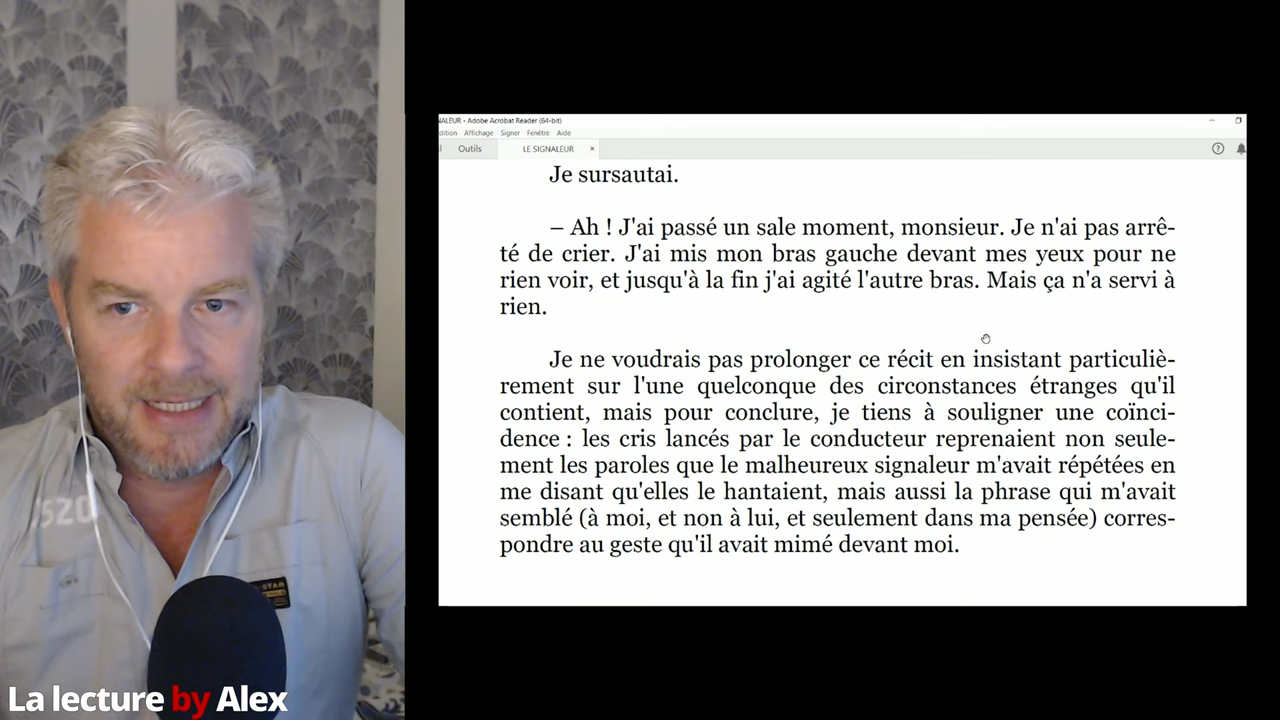 NALEUR - Adobe Acrobat Reader (64-bit)
dition Affichage Signer Fenêtre Aide
Outils LE SIGNALEUR ×
Je sursautai.
– Ah ! J'ai passé un sale moment, monsieur. Je n'ai pas arrê-
té de crier. J'ai mis mon bras gauche devant mes yeux pour ne
rien voir, et jusqu'à la fin j'ai agité l'autre bras. Mais ça n'a servi à
rien.
Je ne voudrais pas prolonger ce récit en insistant particuliè-
rement sur l'une quelconque des circonstances étranges qu'il
contient, mais pour conclure, je tiens à souligner une coïnci-
dence : les cris lancés par le conducteur reprenaient non seule-
ment les paroles que le malheureux signaleur m'avait répétées en
me disant qu'elles le hantaient, mais aussi la phrase qui m'avait
semblé (à moi, et non à lui, et seulement dans ma pensée) corres-
pondre au geste qu'il avait mimé devant moi.
La lecture by Alex